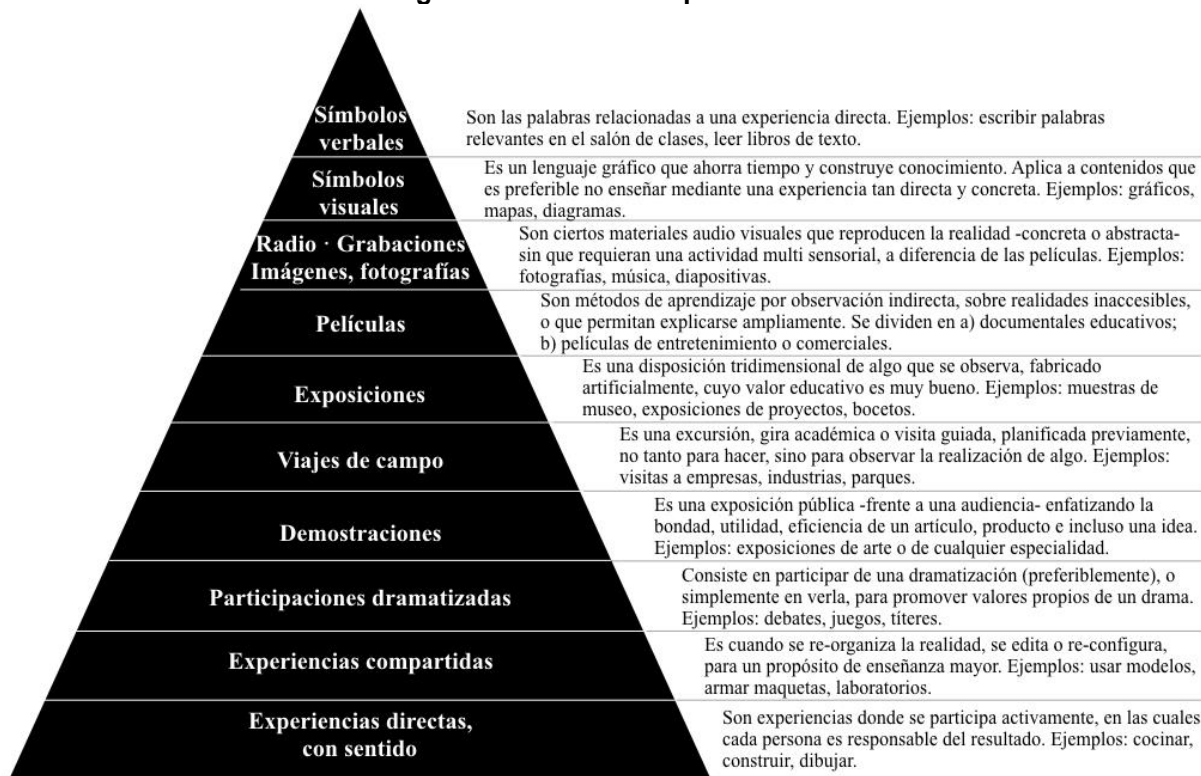 Símbolos
verbales
Son las palabras relacionadas a una experiencia directa. Ejemplos: escribir palabras
relevantes en el salón de clases, leer libros de texto.
Símbolos
visuales
Es un lenguaje gráfico que ahorra tiempo y construye conocimiento. Aplica a contenidos que
es preferible no enseñar mediante una experiencia tan directa y concreta. Ejemplos: gráficos,
mapas, diagramas.
Radio · Grabaciones
Imágenes, fotografías
Son ciertos materiales audio visuales que reproducen la realidad -concreta o abstracta-
sin que requieran una actividad multi sensorial, a diferencia de las películas. Ejemplos:
fotografías, música, diapositivas.
Películas
Son métodos de aprendizaje por observación indirecta, sobre realidades inaccesibles,
o que permitan explicarse ampliamente. Se dividen en a) documentales educativos;
b) películas de entretenimiento o comerciales.
Exposiciones
Es una disposición tridimensional de algo que se observa, fabricado
artificialmente, cuyo valor educativo es muy bueno. Ejemplos: muestras de
museo, exposiciones de proyectos, bocetos.
Viajes de campo
Es una excursión, gira académica o visita guiada, planificada previamente,
no tanto para hacer, sino para observar la realización de algo. Ejemplos:
visitas a empresas, industrias, parques.
Demostraciones
Es una exposición pública -frente a una audiencia- enfatizando la
bondad, utilidad, eficiencia de un artículo, producto e incluso una idea.
Ejemplos: exposiciones de arte o de cualquier especialidad.
Participaciones dramatizadas
Consiste en participar de una dramatización (preferiblemente), o
simplemente en verla, para promover valores propios de un drama.
Ejemplos: debates, juegos, títeres.
Experiencias compartidas
Es cuando se re-organiza la realidad, se edita o re-configura,
para un propósito de enseñanza mayor. Ejemplos: usar modelos,
armar maquetas, laboratorios.
Experiencias directas,
con sentido
Son experiencias donde se participa activamente, en las cuales
cada persona es responsable del resultado. Ejemplos: cocinar,
construir, dibujar.